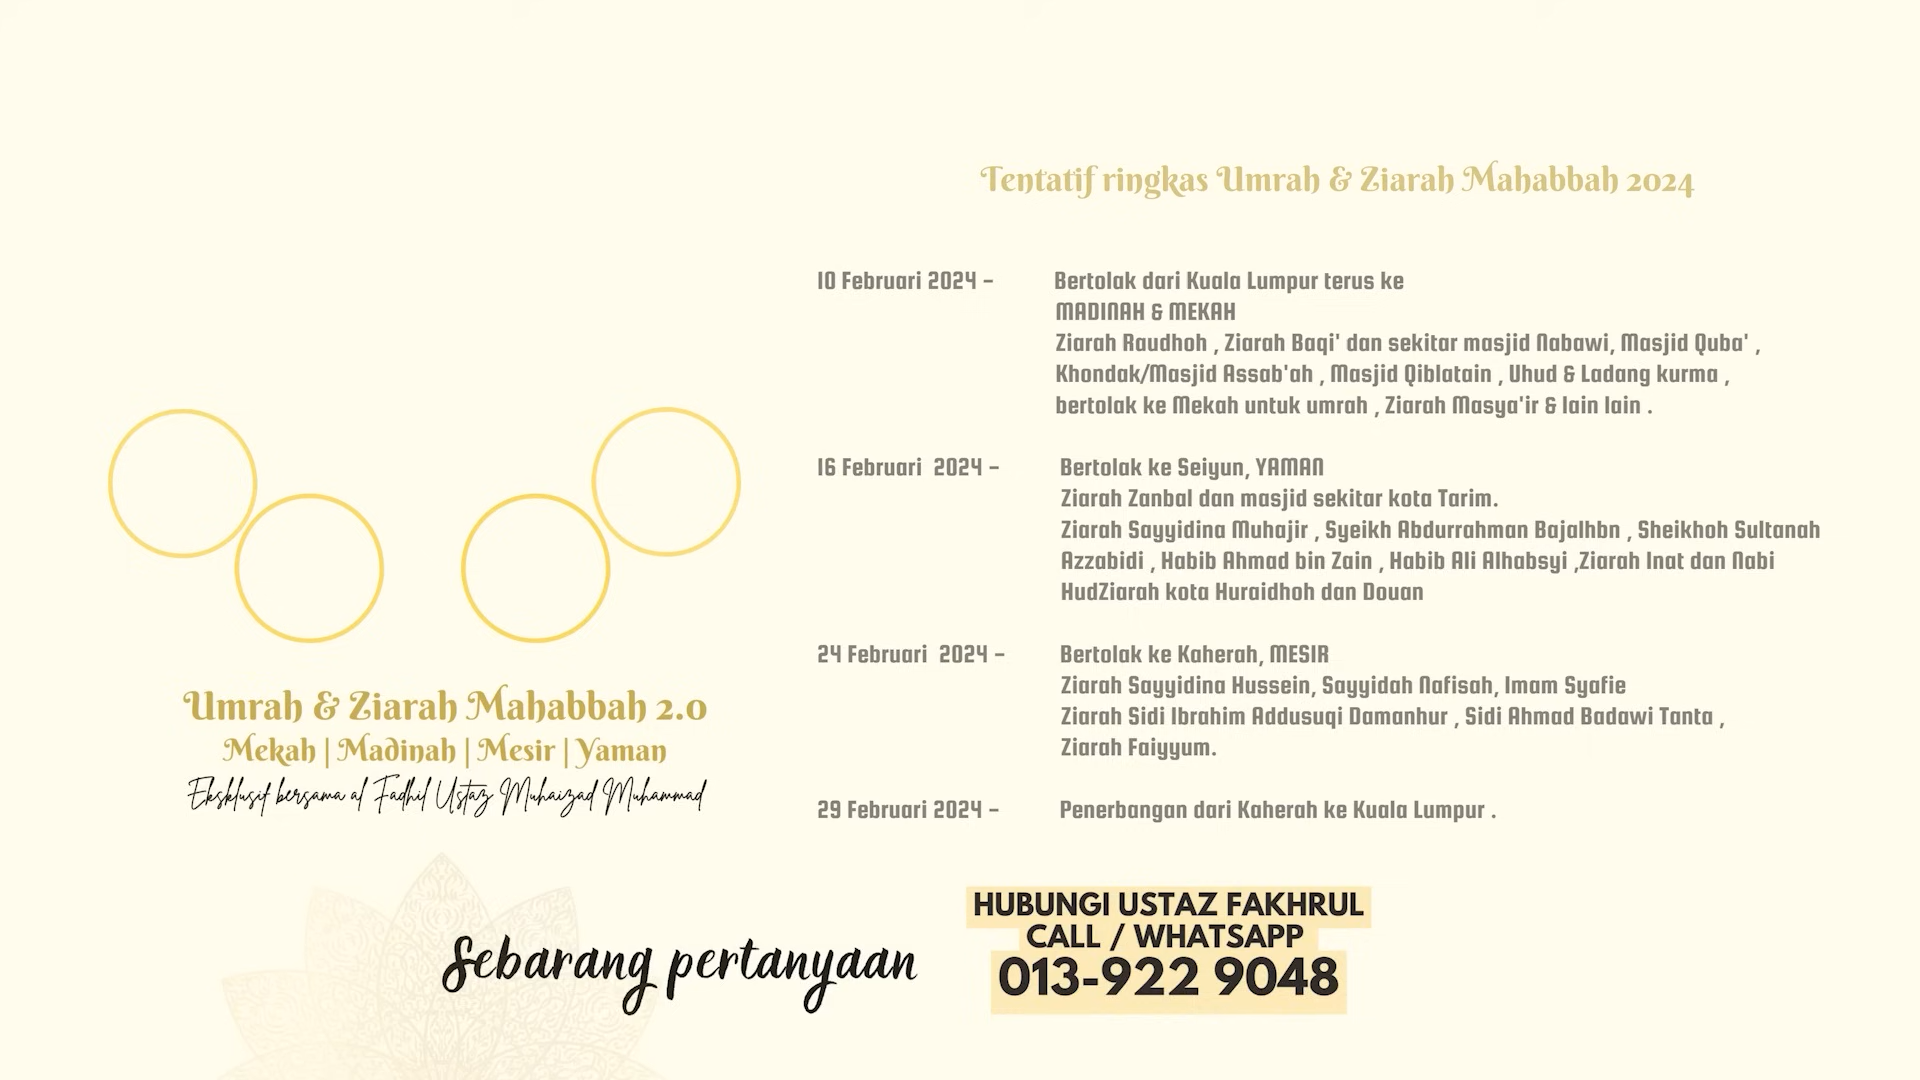 Tentatif ringkas Umrah & Ziarah Mahabbah 2024
10 Februari 2024 - Bertolak dari Kuala Lumpur terus ke
MADINAH & MEKAH
Ziarah Raudhoh , Ziarah Baqi' dan sekitar masjid Nabawi, Masjid Quba' ,
Khondak/Masjid Assab'ah , Masjid Qiblatain , Uhud & Ladang kurma ,
bertolak ke Mekah untuk umrah , Ziarah Masya'ir & lain lain .
16 Februari 2024 - Bertolak ke Seiyun, YAMAN
Ziarah Zanbal dan masjid sekitar kota Tarim.
Ziarah Sayyidina Muhajir , Syeikh Abdurrahman Bajalhbn , Sheikhoh Sultanah
Azzabidi , Habib Ahmad bin Zain , Habib Ali Alhabsyi ,Ziarah Inat dan Nabi
HudZiarah kota Huraidhoh dan Douan
24 Februari 2024 - Bertolak ke Kaherah, MESIR
Ziarah Sayyidina Hussein, Sayyidah Nafisah, Imam Syafie
Ziarah Sidi Ibrahim Addusuqi Damanhur , Sidi Ahmad Badawi Tanta ,
Ziarah Faiyyum.
29 Februari 2024 - Penerbangan dari Kaherah ke Kuala Lumpur .
Umrah & Ziarah Mahabbah 2.0
Mekah | Madinah | Mesir | Yaman
Eksklusif bersama al Fadhil Ustaz Muhaizad Muhammad
Sebarang pertanyaan
HUBUNGI USTAZ FAKHRUL
CALL / WHATSAPP
013-922 9048